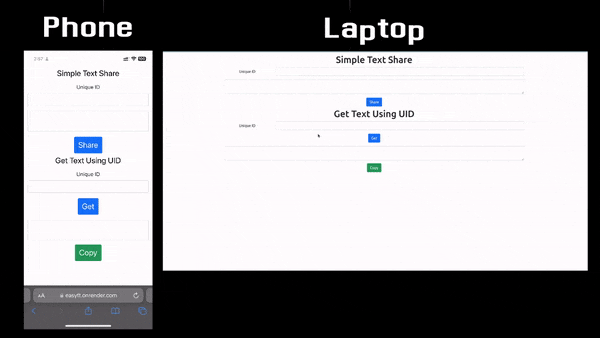 Phone
2:57
Simple Text Share
Unique ID
Share
Get Text Using UID
Unique ID
Get
Copy
AA
easytt.onrender.com
Laptop
Simple Text Share
Unique ID
Share
Get Text Using UID
Unique ID
Get
Copy